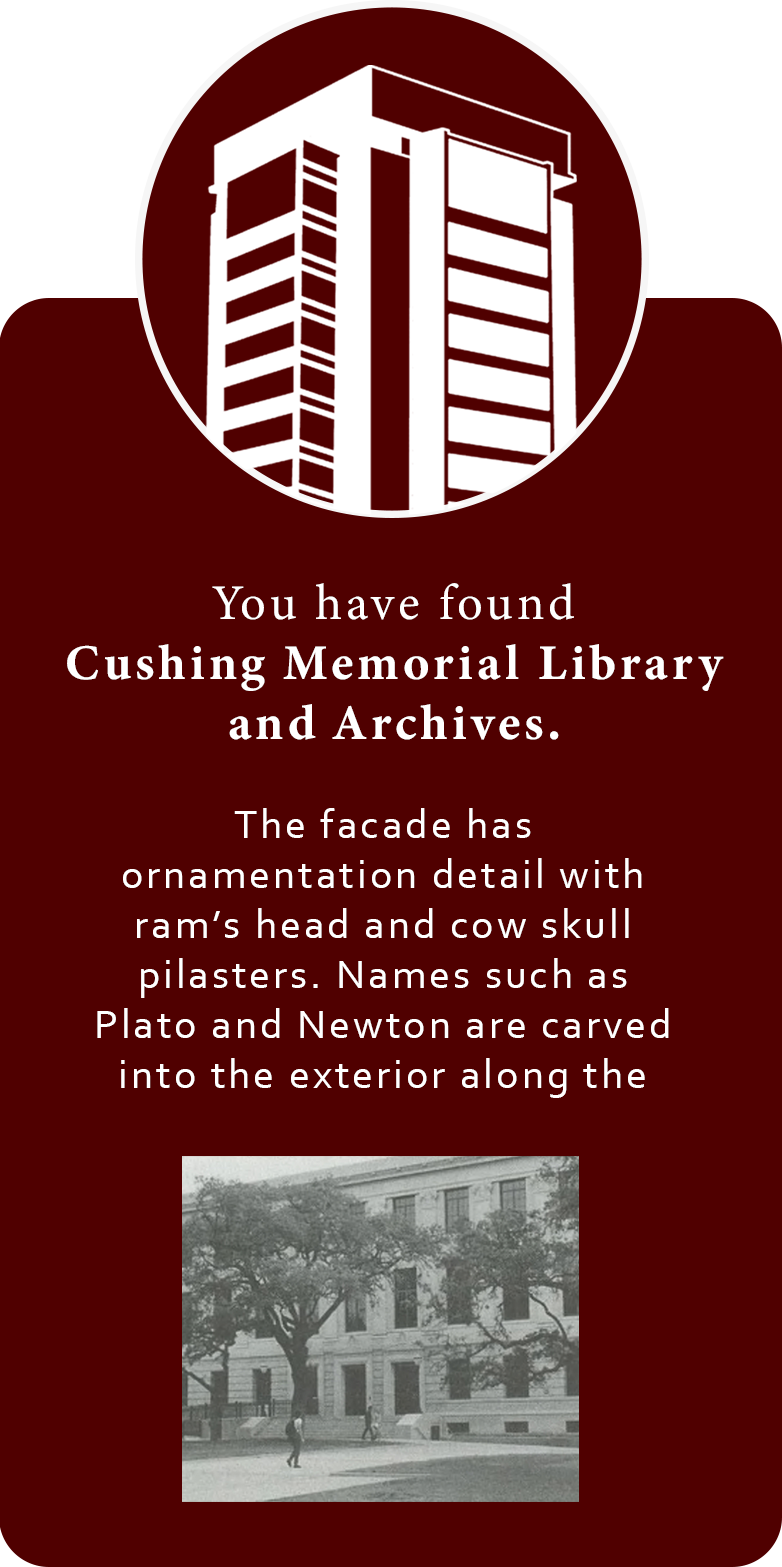 You have found
Cushing Memorial Library
and Archives.
The facade has
ornamentation detail with
ram’s head and cow skull
pilasters. Names such as
Plato and Newton are carved
into the exterior along the